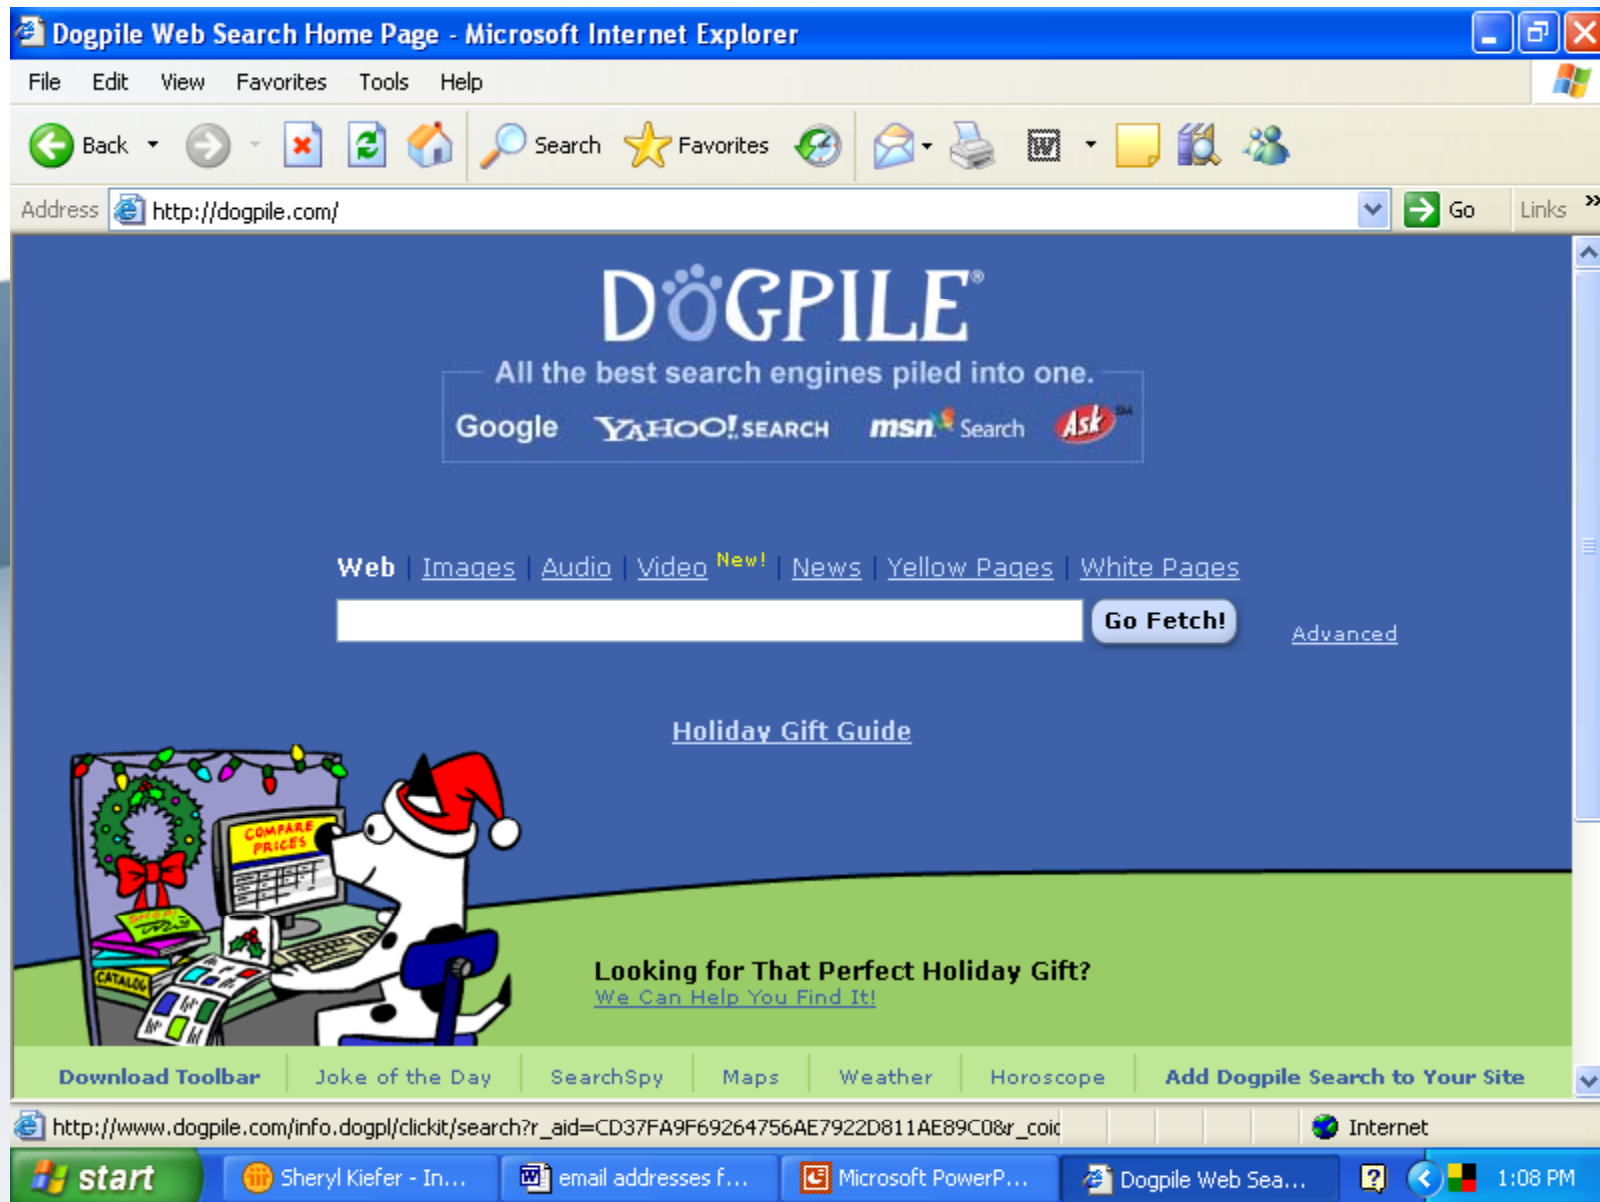 Dogpile Web Search Home Page - Microsoft Internet Explorer
File Edit View Favorites Tools Help
Back Search Favorites
Address http://dogpile.com/ Go Links »
DOGPILE®
All the best search engines piled into one.
Google YAHOO! SEARCH msn Search Ask SM
Web | Images | Audio | Video New! | News | Yellow Pages | White Pages
Go Fetch!
Advanced
Holiday Gift Guide
COMPARE
PRICES
CATALOG
Looking for That Perfect Holiday Gift?
We Can Help You Find It!
Download Toolbar | Joke of the Day | SearchSpy | Maps | Weather | Horoscope | Add Dogpile Search to Your Site
http://www.dogpile.com/info.dogpl/clickit/search?r_aid=CD37FA9F69264756AE7922D811AE89C0&r_coid Internet
start Sheryl Kiefer - In... email addresses f... Microsoft PowerP... Dogpile Web Sea... 1:08 PM